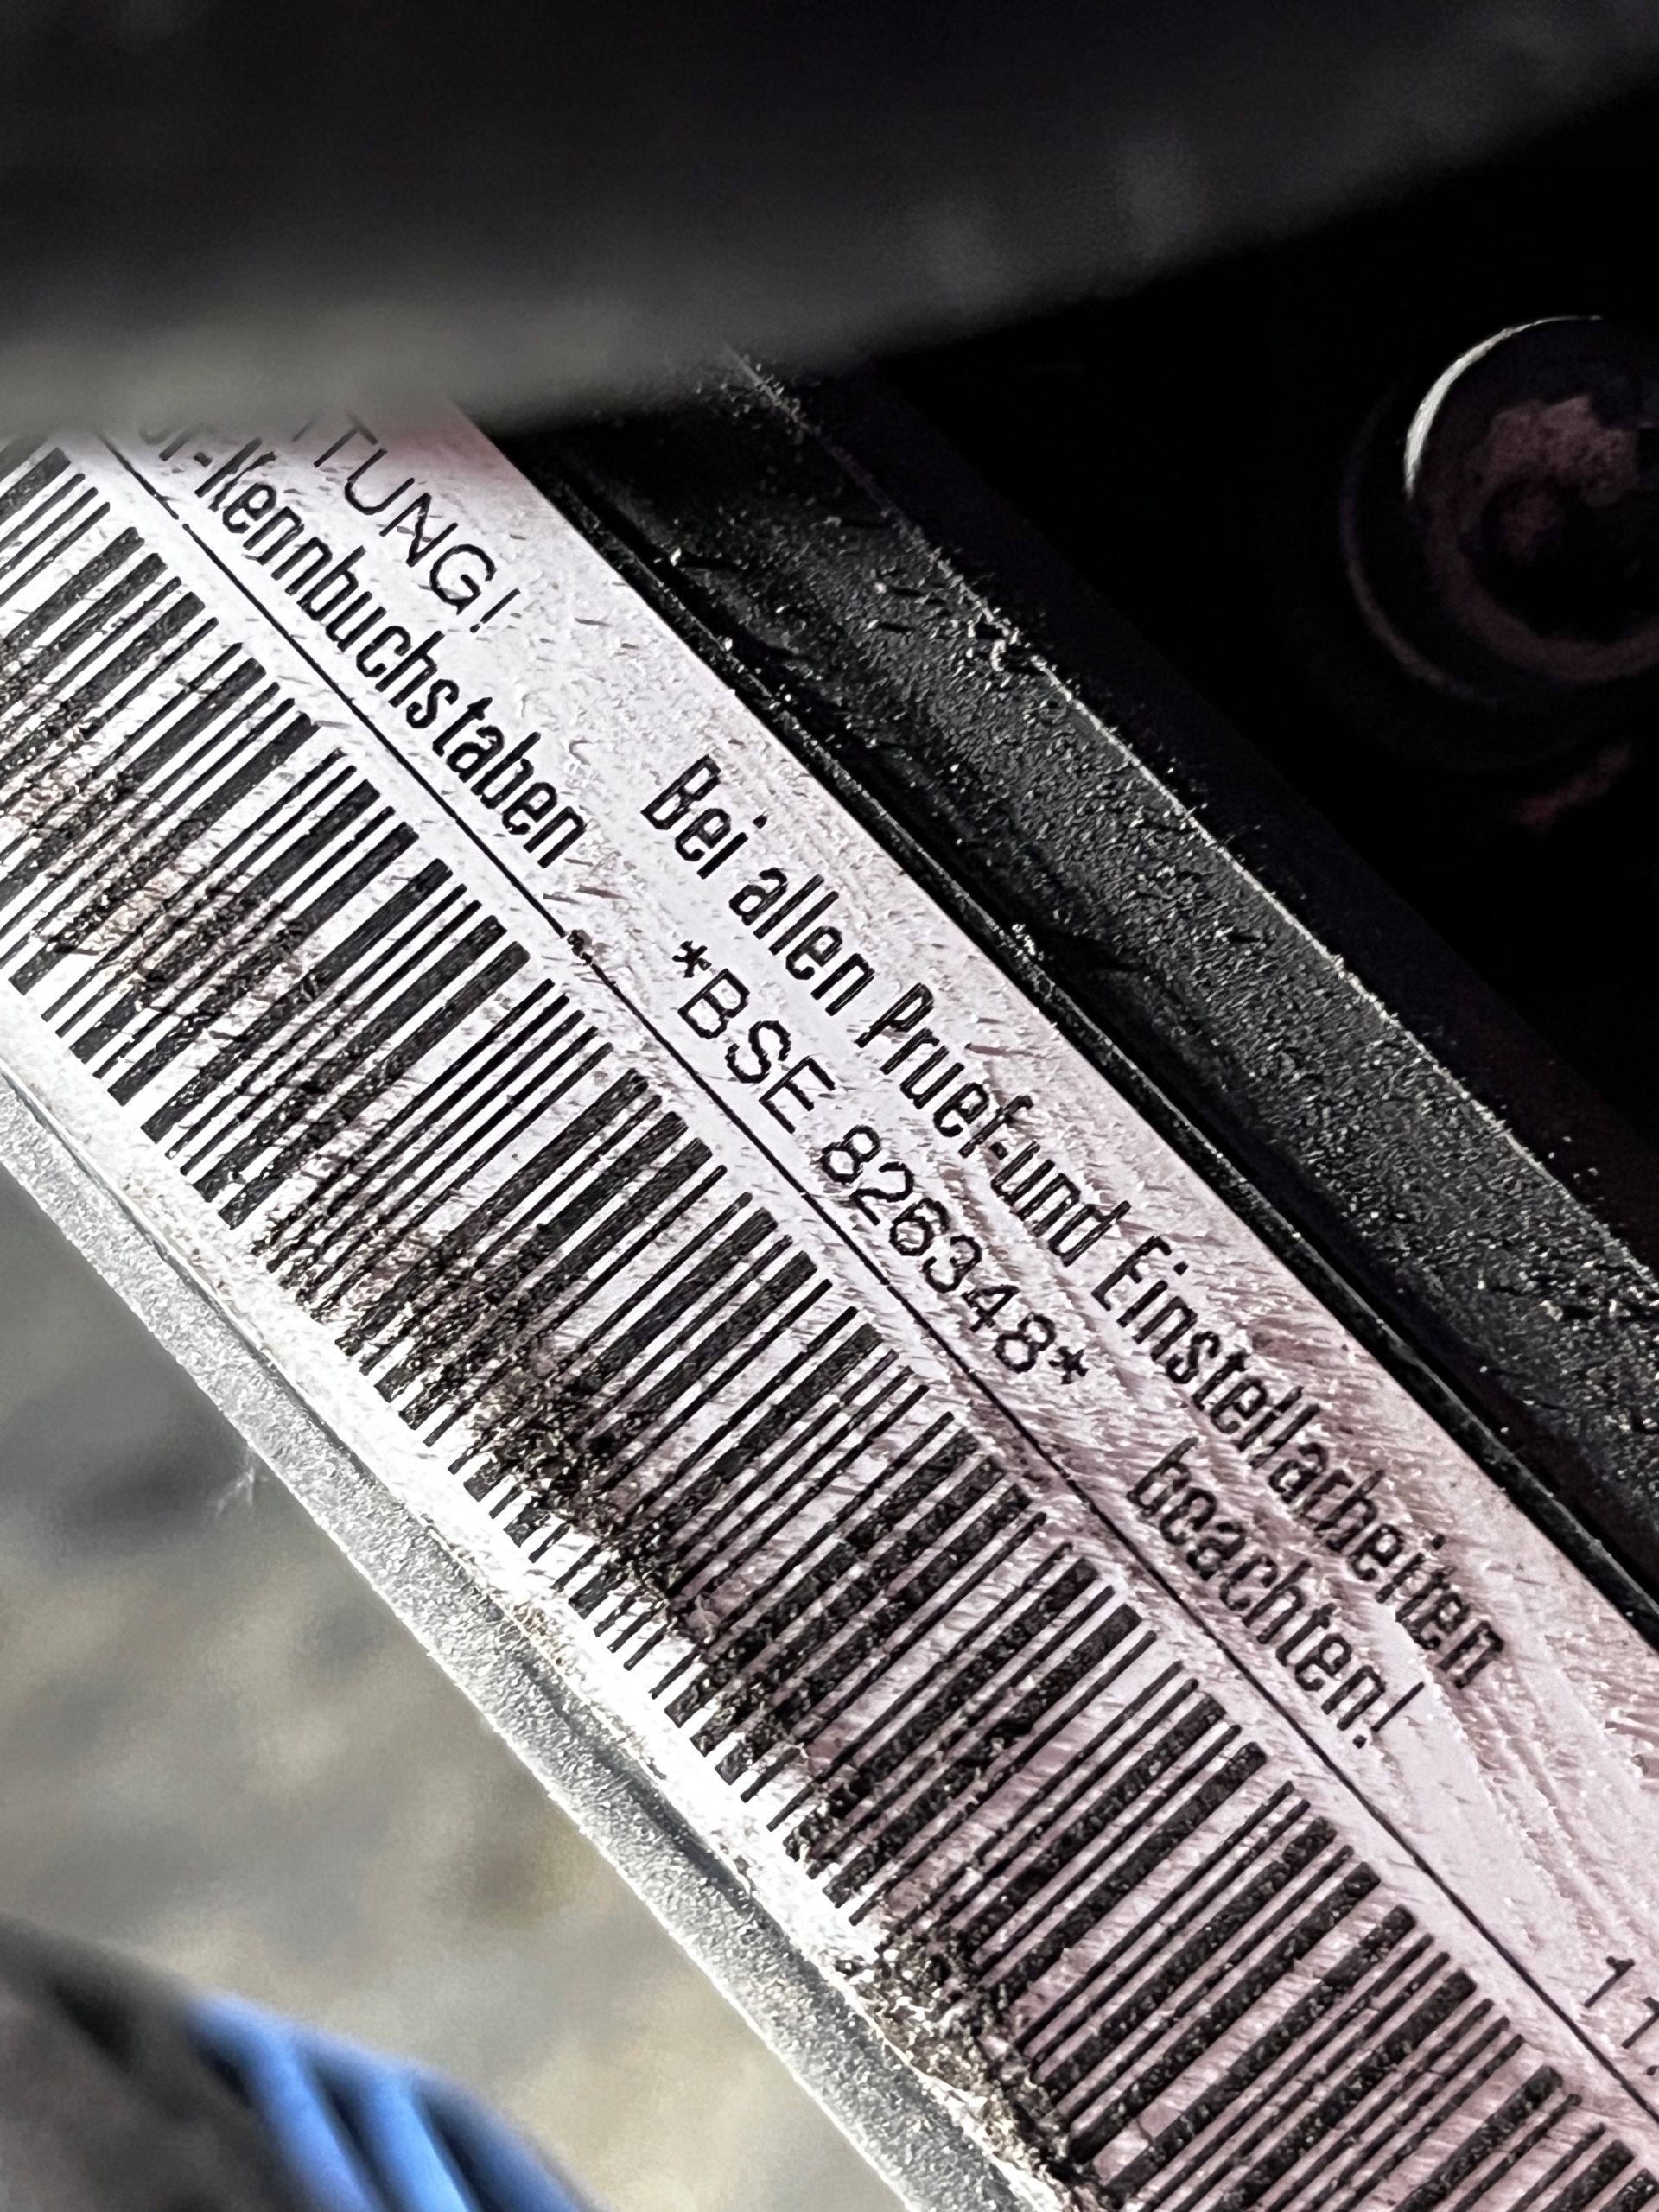 TUNG! Bei allen Pruef-und Einstellarbeiten
-Kennbuchstaben *BSE 826348* beachten!